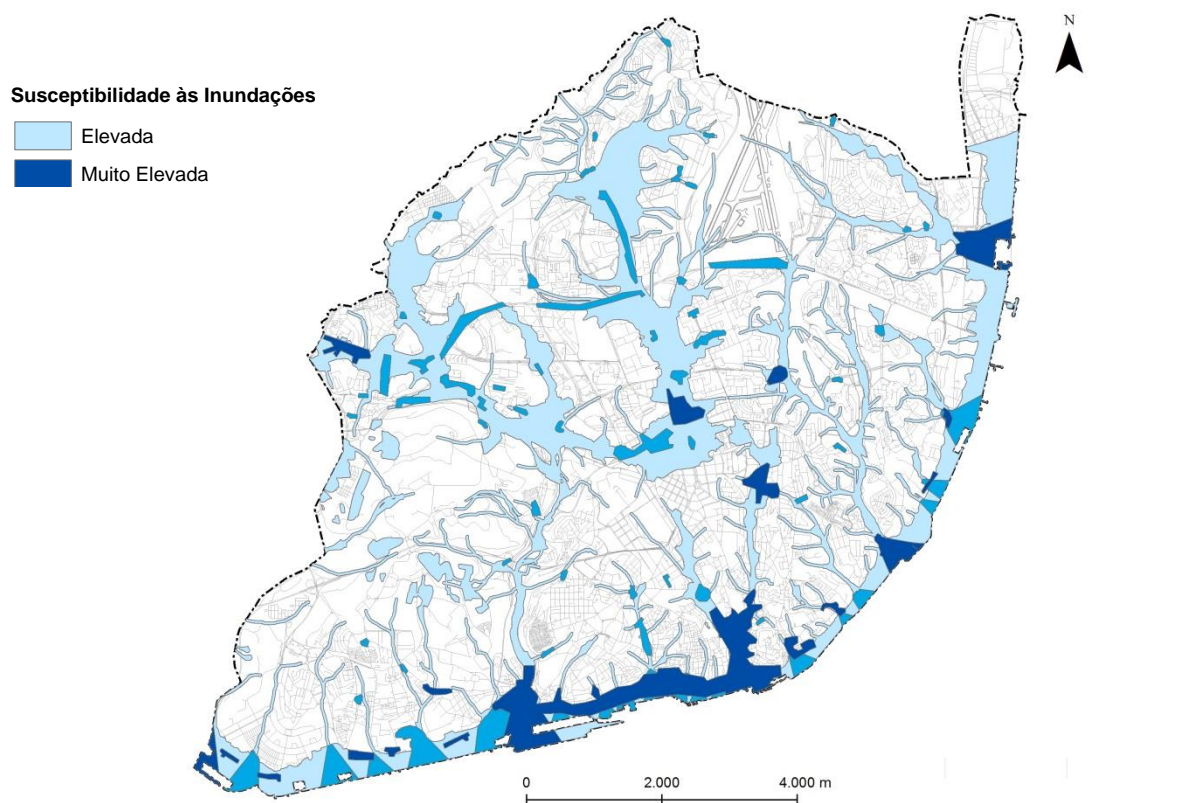 N
Susceptibilidade às Inundações
Elevada
Muito Elevada
0 2.000 4.000 m